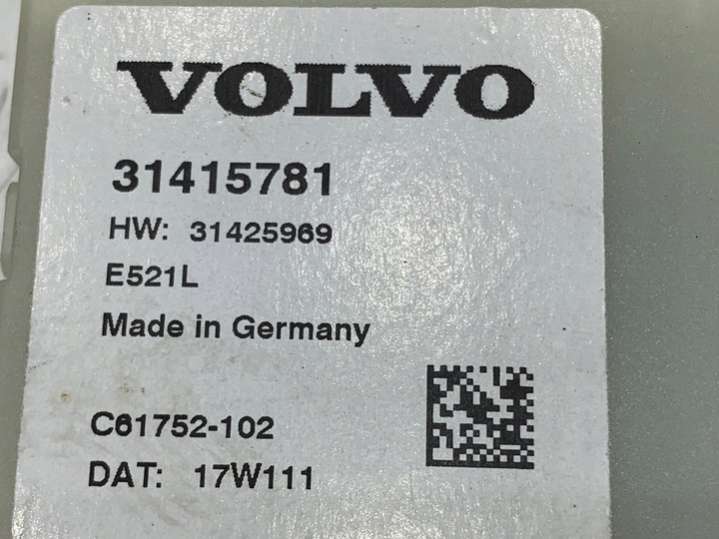 VOLVO
31415781
HW: 31425969
E521L
Made in Germany
C61752-102
DAT: 17W111